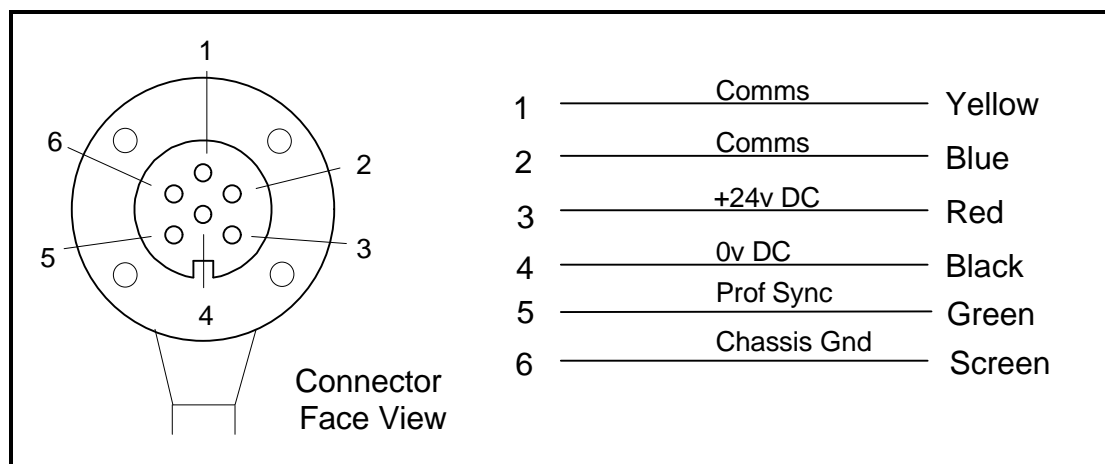 1
6
2
5
3
4
Connector
Face View
1 Comms Yellow
2 Comms Blue
3 +24v DC Red
4 0v DC Black
5 Prof Sync Green
6 Chassis Gnd Screen